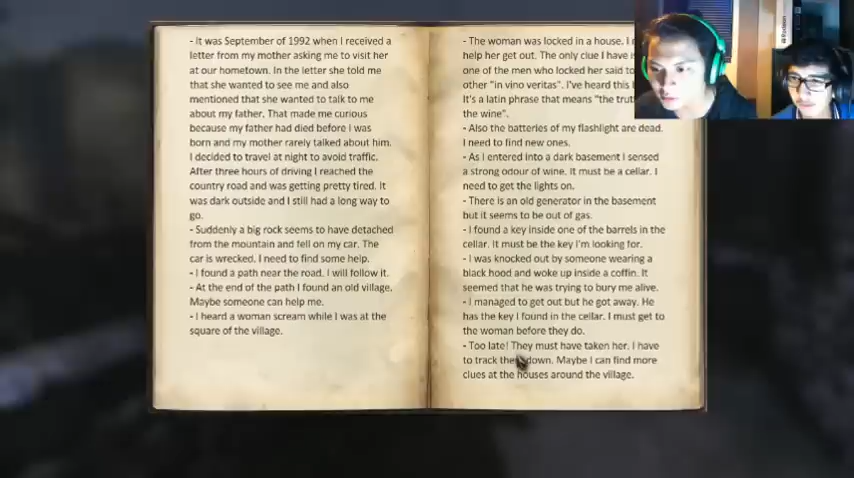 - It was September of 1992 when I received a
letter from my mother asking me to visit her
at our hometown. In the letter she told me
that she wanted to see me and also
mentioned that she wanted to talk to me
about my father. That made me curious
because my father had died before I was
born and my mother rarely talked about him.
I decided to travel at night to avoid traffic.
After three hours of driving I reached the
country road and was getting pretty tired. It
was dark outside and I still had a long way to
go.
- Suddenly a big rock seems to have detached
from the mountain and fell on my car. The
car is wrecked. I need to find some help.
- I found a path near the road. I will follow it.
- At the end of the path I found an old village.
Maybe someone can help me.
- I heard a woman scream while I was at the
square of the village.
- The woman was locked in a house. I
help her get out. The only clue I have
one of the men who locked her said to
other "in vino veritas". I've heard this
It's a latin phrase that means "the
the wine".
- Also the batteries of my flashlight are dead.
I need to find new ones.
- As I entered into a dark basement I sensed
a strong odour of wine. It must be a cellar. I
need to get the lights on.
- There is an old generator in the basement
but it seems to be out of gas.
- I found a key inside one of the barrels in the
cellar. It must be the key I'm looking for.
- I was knocked out by someone wearing a
black hood and woke up inside a coffin. It
seemed that he was trying to bury me alive.
- I managed to get out but he got away. He
has the key I found in the cellar. I must get to
the woman before they do.
- Too late! They must have taken her. I have
to track down. Maybe I can find more
clues at the houses around the village.